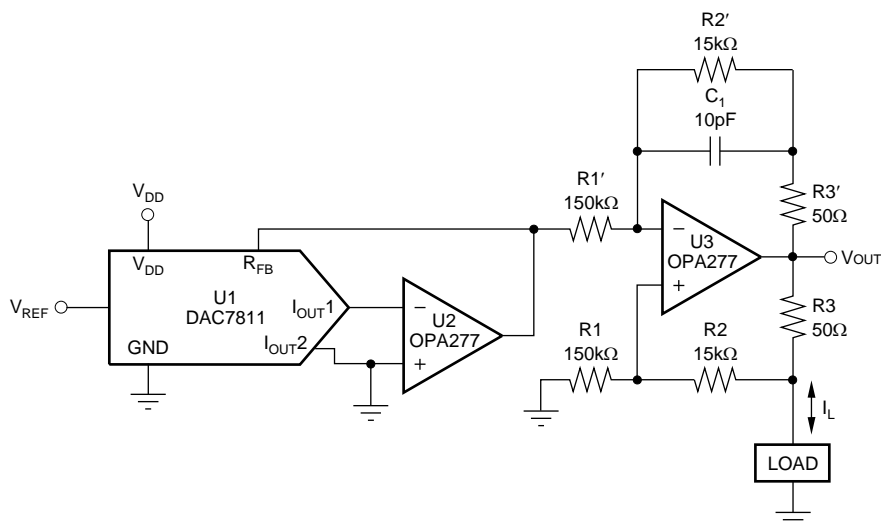 R2′
15kΩ
C1
10pF
R1′
150kΩ
R3′
50Ω
VDD
VDD
RFB
U3
OPA277
VOUT
VREF
U1
DAC7811
IOUT1
IOUT2
GND
U2
OPA277
R1
150kΩ
R2
15kΩ
R3
50Ω
IL
LOAD